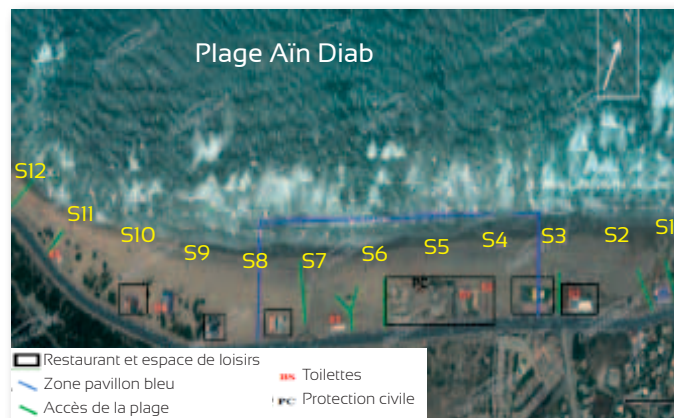 Plage Aïn Diab
S12
S11
S10
S9
S8
S7
S6
S5
S4
S3
S2
S1
PC
Restaurant et espace de loisirs
Zone pavillon bleu
Accès de la plage
Toilettes
PC Protection civile